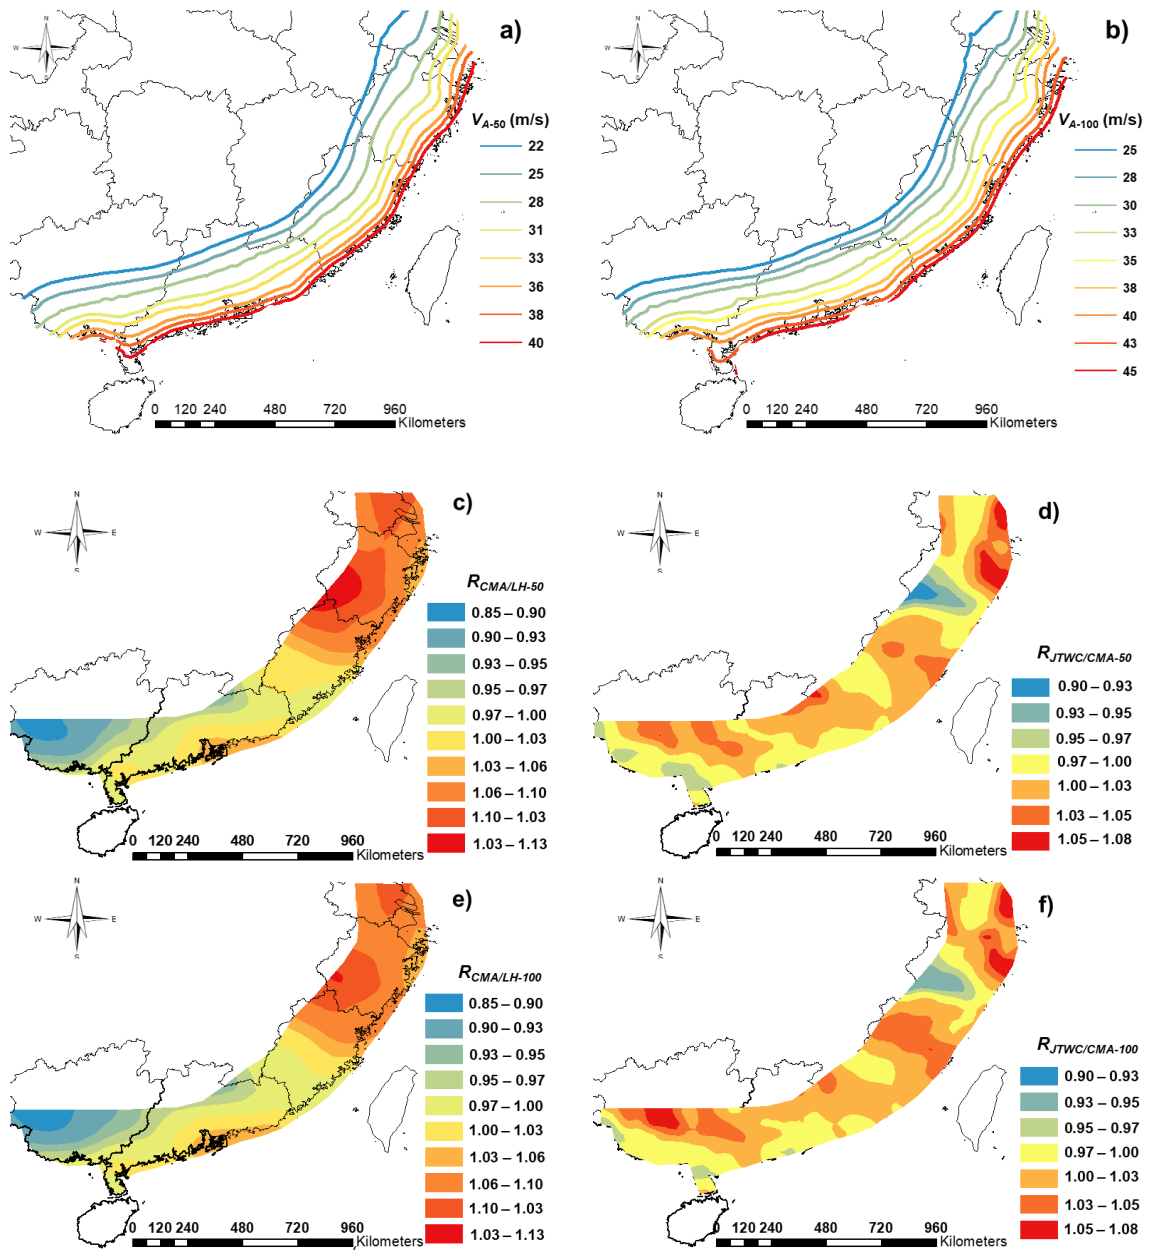 a)
N
W
E
S
V_A-50 (m/s)
22
25
28
31
33
36
38
40
0 120 240 480 720 960
Kilometers
b)
N
W
E
S
V_A-100 (m/s)
25
28
30
33
35
38
40
43
45
0 120 240 480 720 960
Kilometers
c)
N
W
E
S
R_CMA/LH-50
0.85 – 0.90
0.90 – 0.93
0.93 – 0.95
0.95 – 0.97
0.97 – 1.00
1.00 – 1.03
1.03 – 1.06
1.06 – 1.10
1.10 – 1.03
1.03 – 1.13
0 120 240 480 720 960
Kilometers
d)
N
W
E
S
R_JTWC/CMA-50
0.90 – 0.93
0.93 – 0.95
0.95 – 0.97
0.97 – 1.00
1.00 – 1.03
1.03 – 1.05
1.05 – 1.08
0 120 240 480 720 960
Kilometers
e)
N
W
E
S
R_CMA/LH-100
0.85 – 0.90
0.90 – 0.93
0.93 – 0.95
0.95 – 0.97
0.97 – 1.00
1.00 – 1.03
1.03 – 1.06
1.06 – 1.10
1.10 – 1.03
1.03 – 1.13
0 120 240 480 720 960
Kilometers
f)
N
W
E
S
R_JTWC/CMA-100
0.90 – 0.93
0.93 – 0.95
0.95 – 0.97
0.97 – 1.00
1.00 – 1.03
1.03 – 1.05
1.05 – 1.08
0 120 240 480 720 960
Kilometers